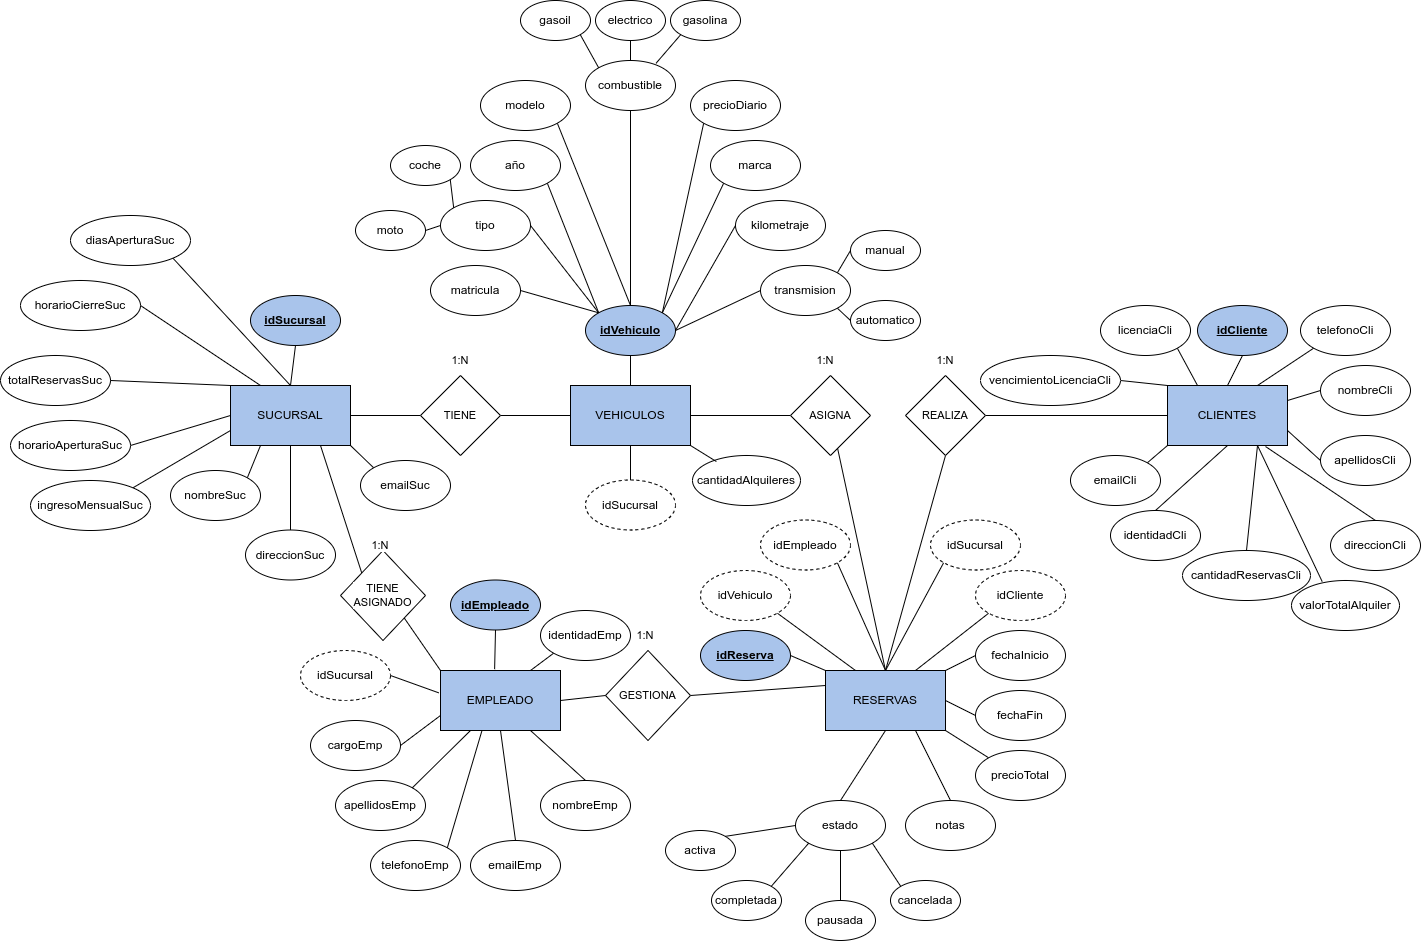 gasoil
electrico
gasolina
combustible
modelo
precioDiario
coche
año
marca
moto
tipo
kilometraje
diasAperturaSuc
manual
matricula
transmision
horarioCierreSuc
idSucursal
automatico
idVehiculo
licenciaCli
idCliente
telefonoCli
1:N
1:N
1:N
totalReservasSuc
vencimientoLicenciaCli
nombreCli
SUCURSAL
TIENE
VEHICULOS
ASIGNA
REALIZA
CLIENTES
horarioAperturaSuc
apellidosCli
emailSuc
cantidadAlquileres
emailCli
nombreSuc
ingresoMensualSuc
idSucursal
identidadCli
direccionSuc
1:N
idEmpleado
idSucursal
direccionCli
cantidadReservasCli
TIENE
ASIGNADO
idVehiculo
idCliente
valorTotalAlquiler
idEmpleado
identidadEmp
1:N
idReserva
fechaInicio
idSucursal
EMPLEADO
GESTIONA
RESERVAS
fechaFin
cargoEmp
precioTotal
apellidosEmp
nombreEmp
estado
notas
telefonoEmp
emailEmp
activa
completada
pausada
cancelada